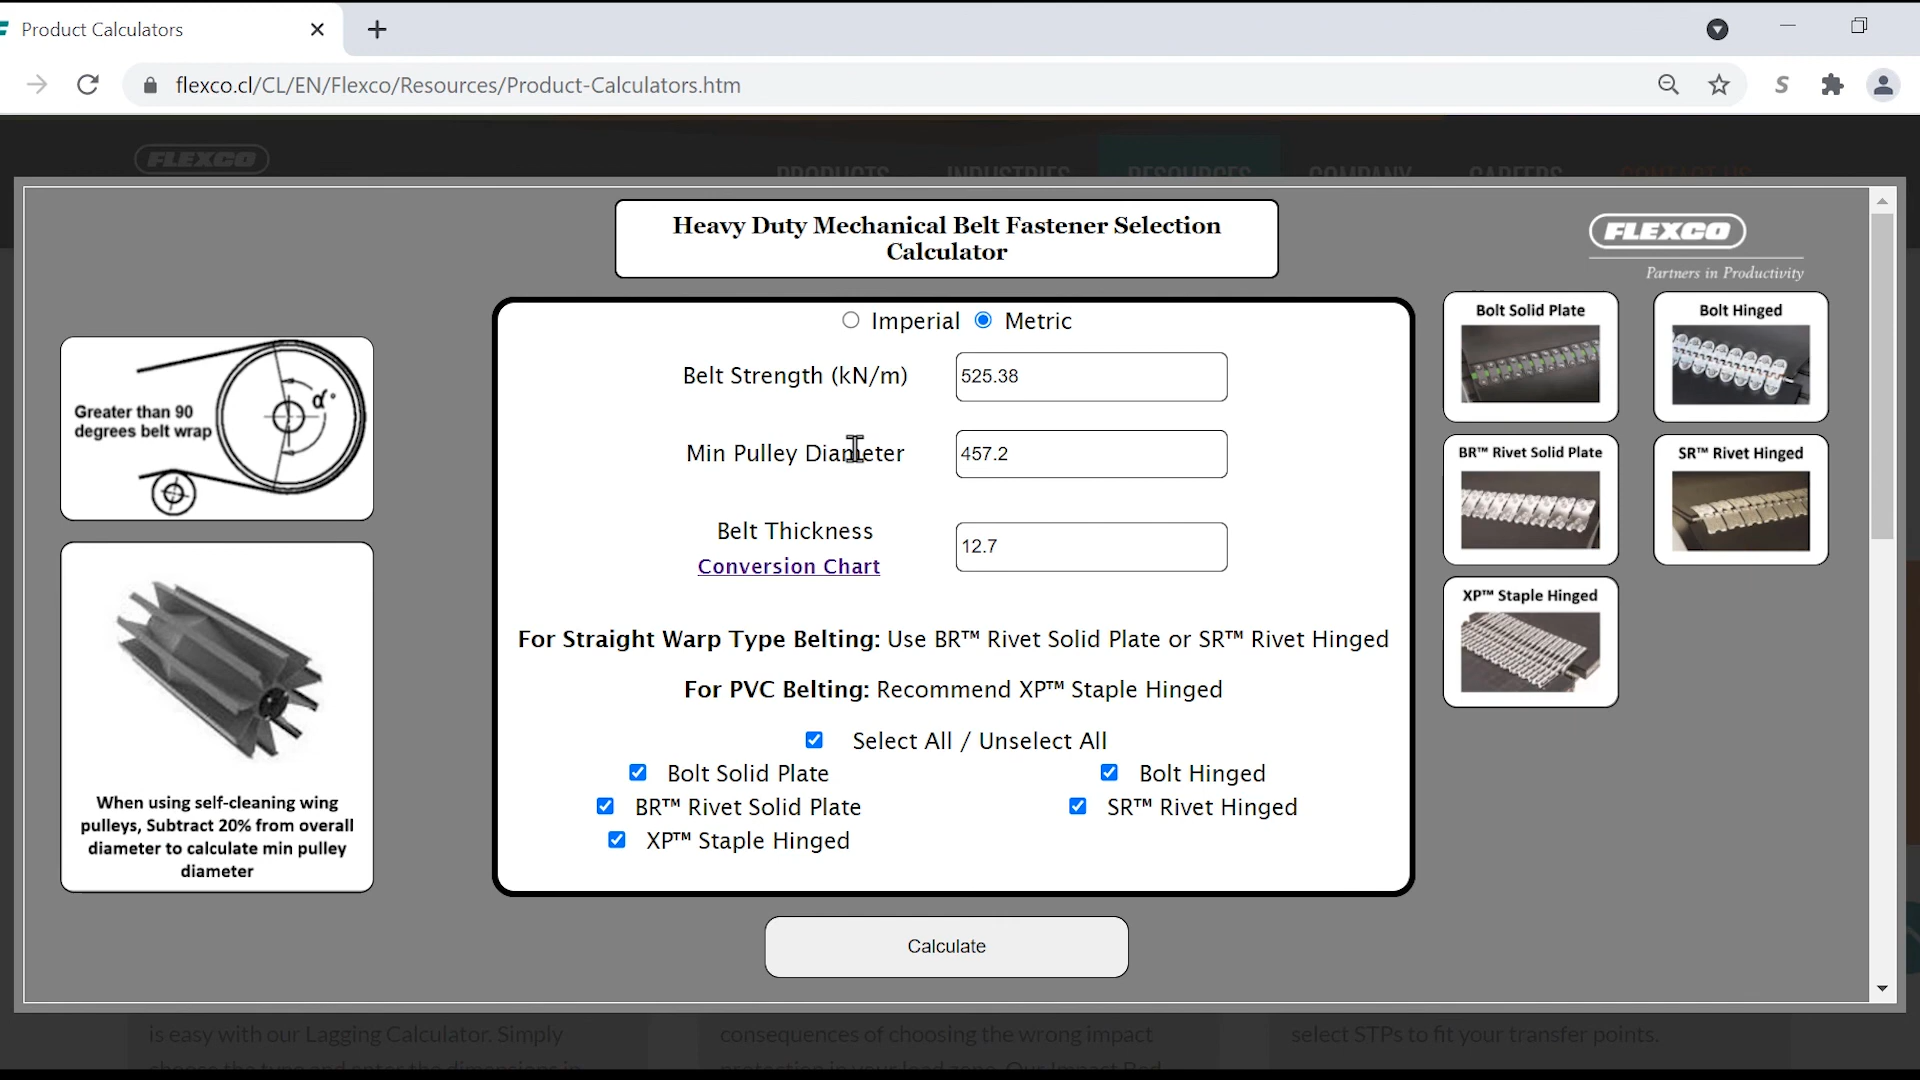 Product Calculators
flexco.cl/CL/EN/Flexco/Resources/Product-Calculators.htm
S
FLEXCO
PRODUCTS INDUSTRIES RESOURCES COMPANY CAREERS CONTACT US
Heavy Duty Mechanical Belt Fastener Selection
Calculator
FLEXCO
Partners in Productivity
Greater than 90
degrees belt wrap
α°
When using self-cleaning wing
pulleys, Subtract 20% from overall
diameter to calculate min pulley
diameter
Imperial Metric
Belt Strength (kN/m) 525.38
Min Pulley Diameter 457.2
Belt Thickness
Conversion Chart
12.7
For Straight Warp Type Belting: Use BR™ Rivet Solid Plate or SR™ Rivet Hinged
For PVC Belting: Recommend XP™ Staple Hinged
Select All / Unselect All
Bolt Solid Plate Bolt Hinged
BR™ Rivet Solid Plate SR™ Rivet Hinged
XP™ Staple Hinged
Calculate
Bolt Solid Plate
Bolt Hinged
BR™ Rivet Solid Plate
SR™ Rivet Hinged
XP™ Staple Hinged
is easy with our Lagging Calculator. Simply
consequences of choosing the wrong impact
select STPs to fit your transfer points.